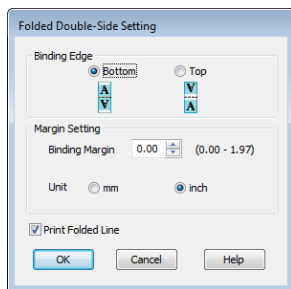 Folded Double-Side Setting
Binding Edge
Bottom Top
A A
A A
Margin Setting
Binding Margin 0.00 (0.00 - 1.97)
Unit mm inch
Print Folded Line
OK Cancel Help